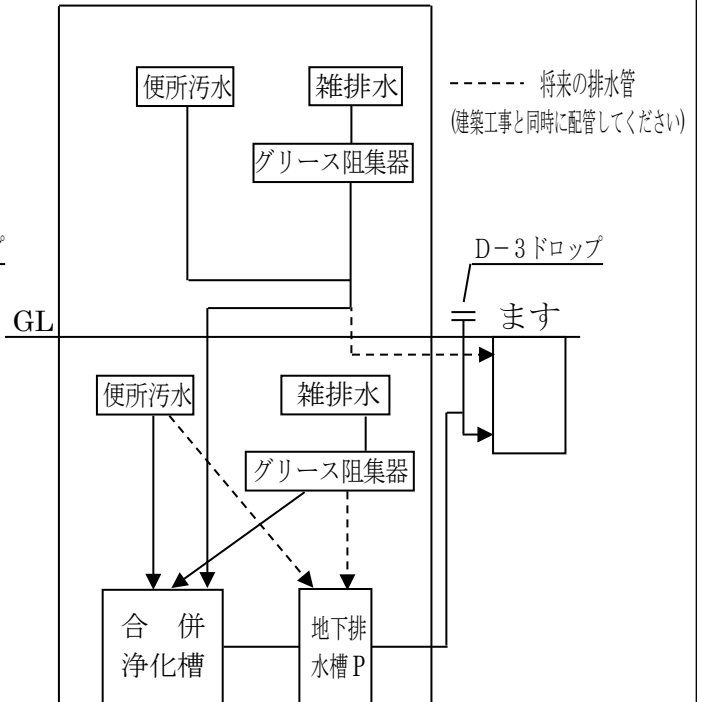 便所汚水
雑排水
グリース阻集器
将来の排水管
(建築工事と同時に配管してください)
プ
D-3ドロップ
GL
ます
便所汚水
雑排水
グリース阻集器
合 併
浄化槽
地下排
水槽P